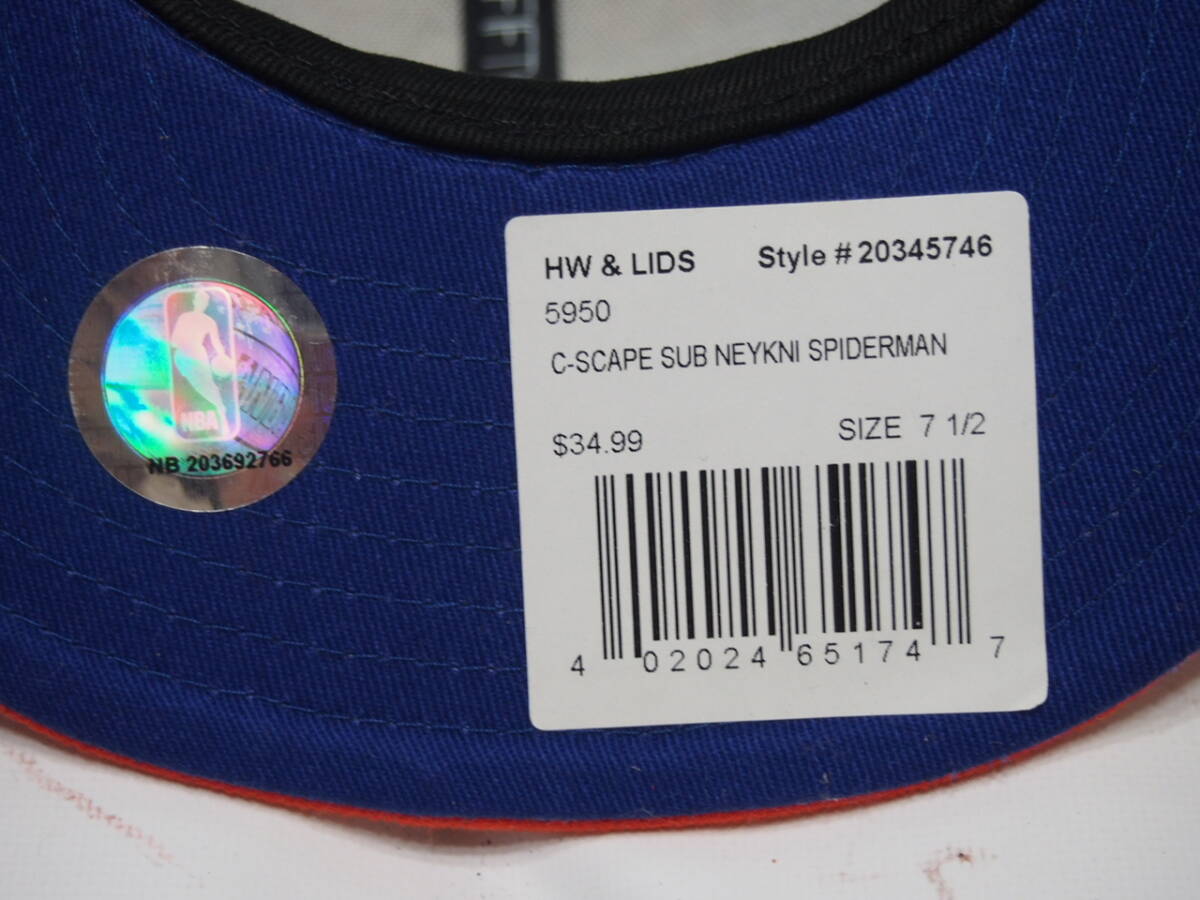 HW & LIDS Style # 20345746
5950
C-SCAPE SUB NEYKNI SPIDERMAN
$34.99 SIZE 7 1/2
4 02024 65174 7
NBA
NB 203692766